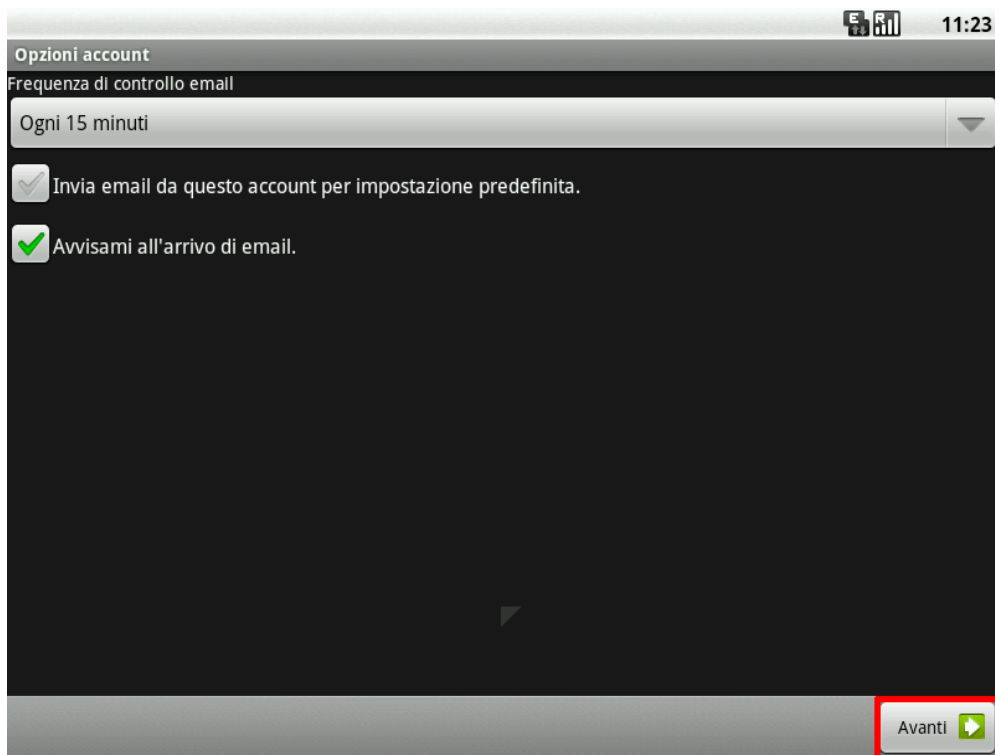 11:23
Opzioni account
Frequenza di controllo email
Ogni 15 minuti
Invia email da questo account per impostazione predefinita.
Avvisami all'arrivo di email.
Avanti